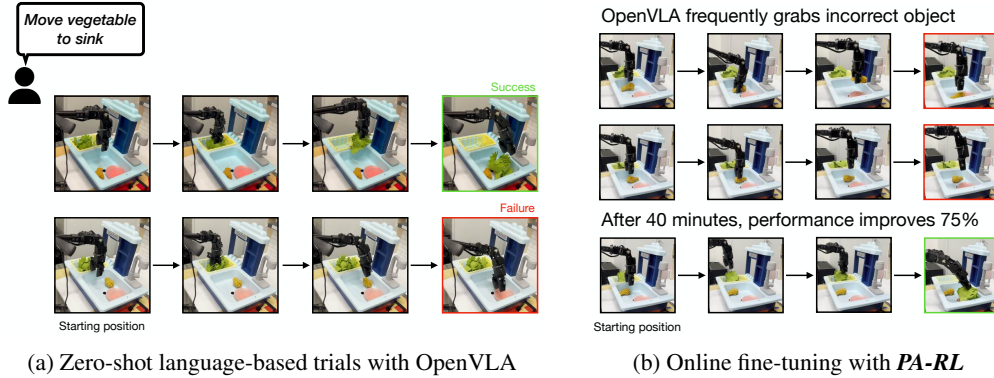 Move vegetable
to sink
Success
Failure
Starting position
(a) Zero-shot language-based trials with OpenVLA
OpenVLA frequently grabs incorrect object
After 40 minutes, performance improves 75%
Starting position
(b) Online fine-tuning with PA-RL